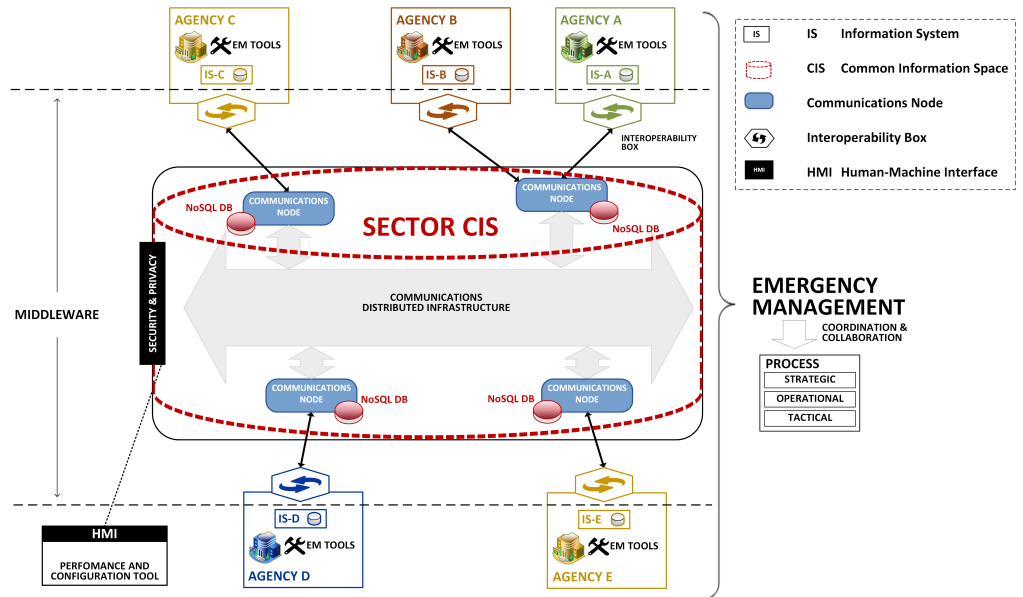 AGENCY C
EM TOOLS
IS-C
AGENCY B
EM TOOLS
IS-B
AGENCY A
EM TOOLS
IS-A
INTEROPERABILITY
BOX
IS
IS Information System
CIS Common Information Space
Communications Node
Interoperability Box
HMI
HMI Human-Machine Interface
MIDDLEWARE
SECURITY & PRIVACY
COMMUNICATIONS
NODE
NoSQL DB
SECTOR CIS
COMMUNICATIONS
NODE
NoSQL DB
COMMUNICATIONS
DISTRIBUTED INFRASTRUCTURE
COMMUNICATIONS
NODE
NoSQL DB
COMMUNICATIONS
NODE
NoSQL DB
EMERGENCY
MANAGEMENT
COORDINATION &
COLLABORATION
PROCESS
STRATEGIC
OPERATIONAL
TACTICAL
HMI
PERFOMANCE AND
CONFIGURATION TOOL
IS-D
EM TOOLS
AGENCY D
IS-E
EM TOOLS
AGENCY E